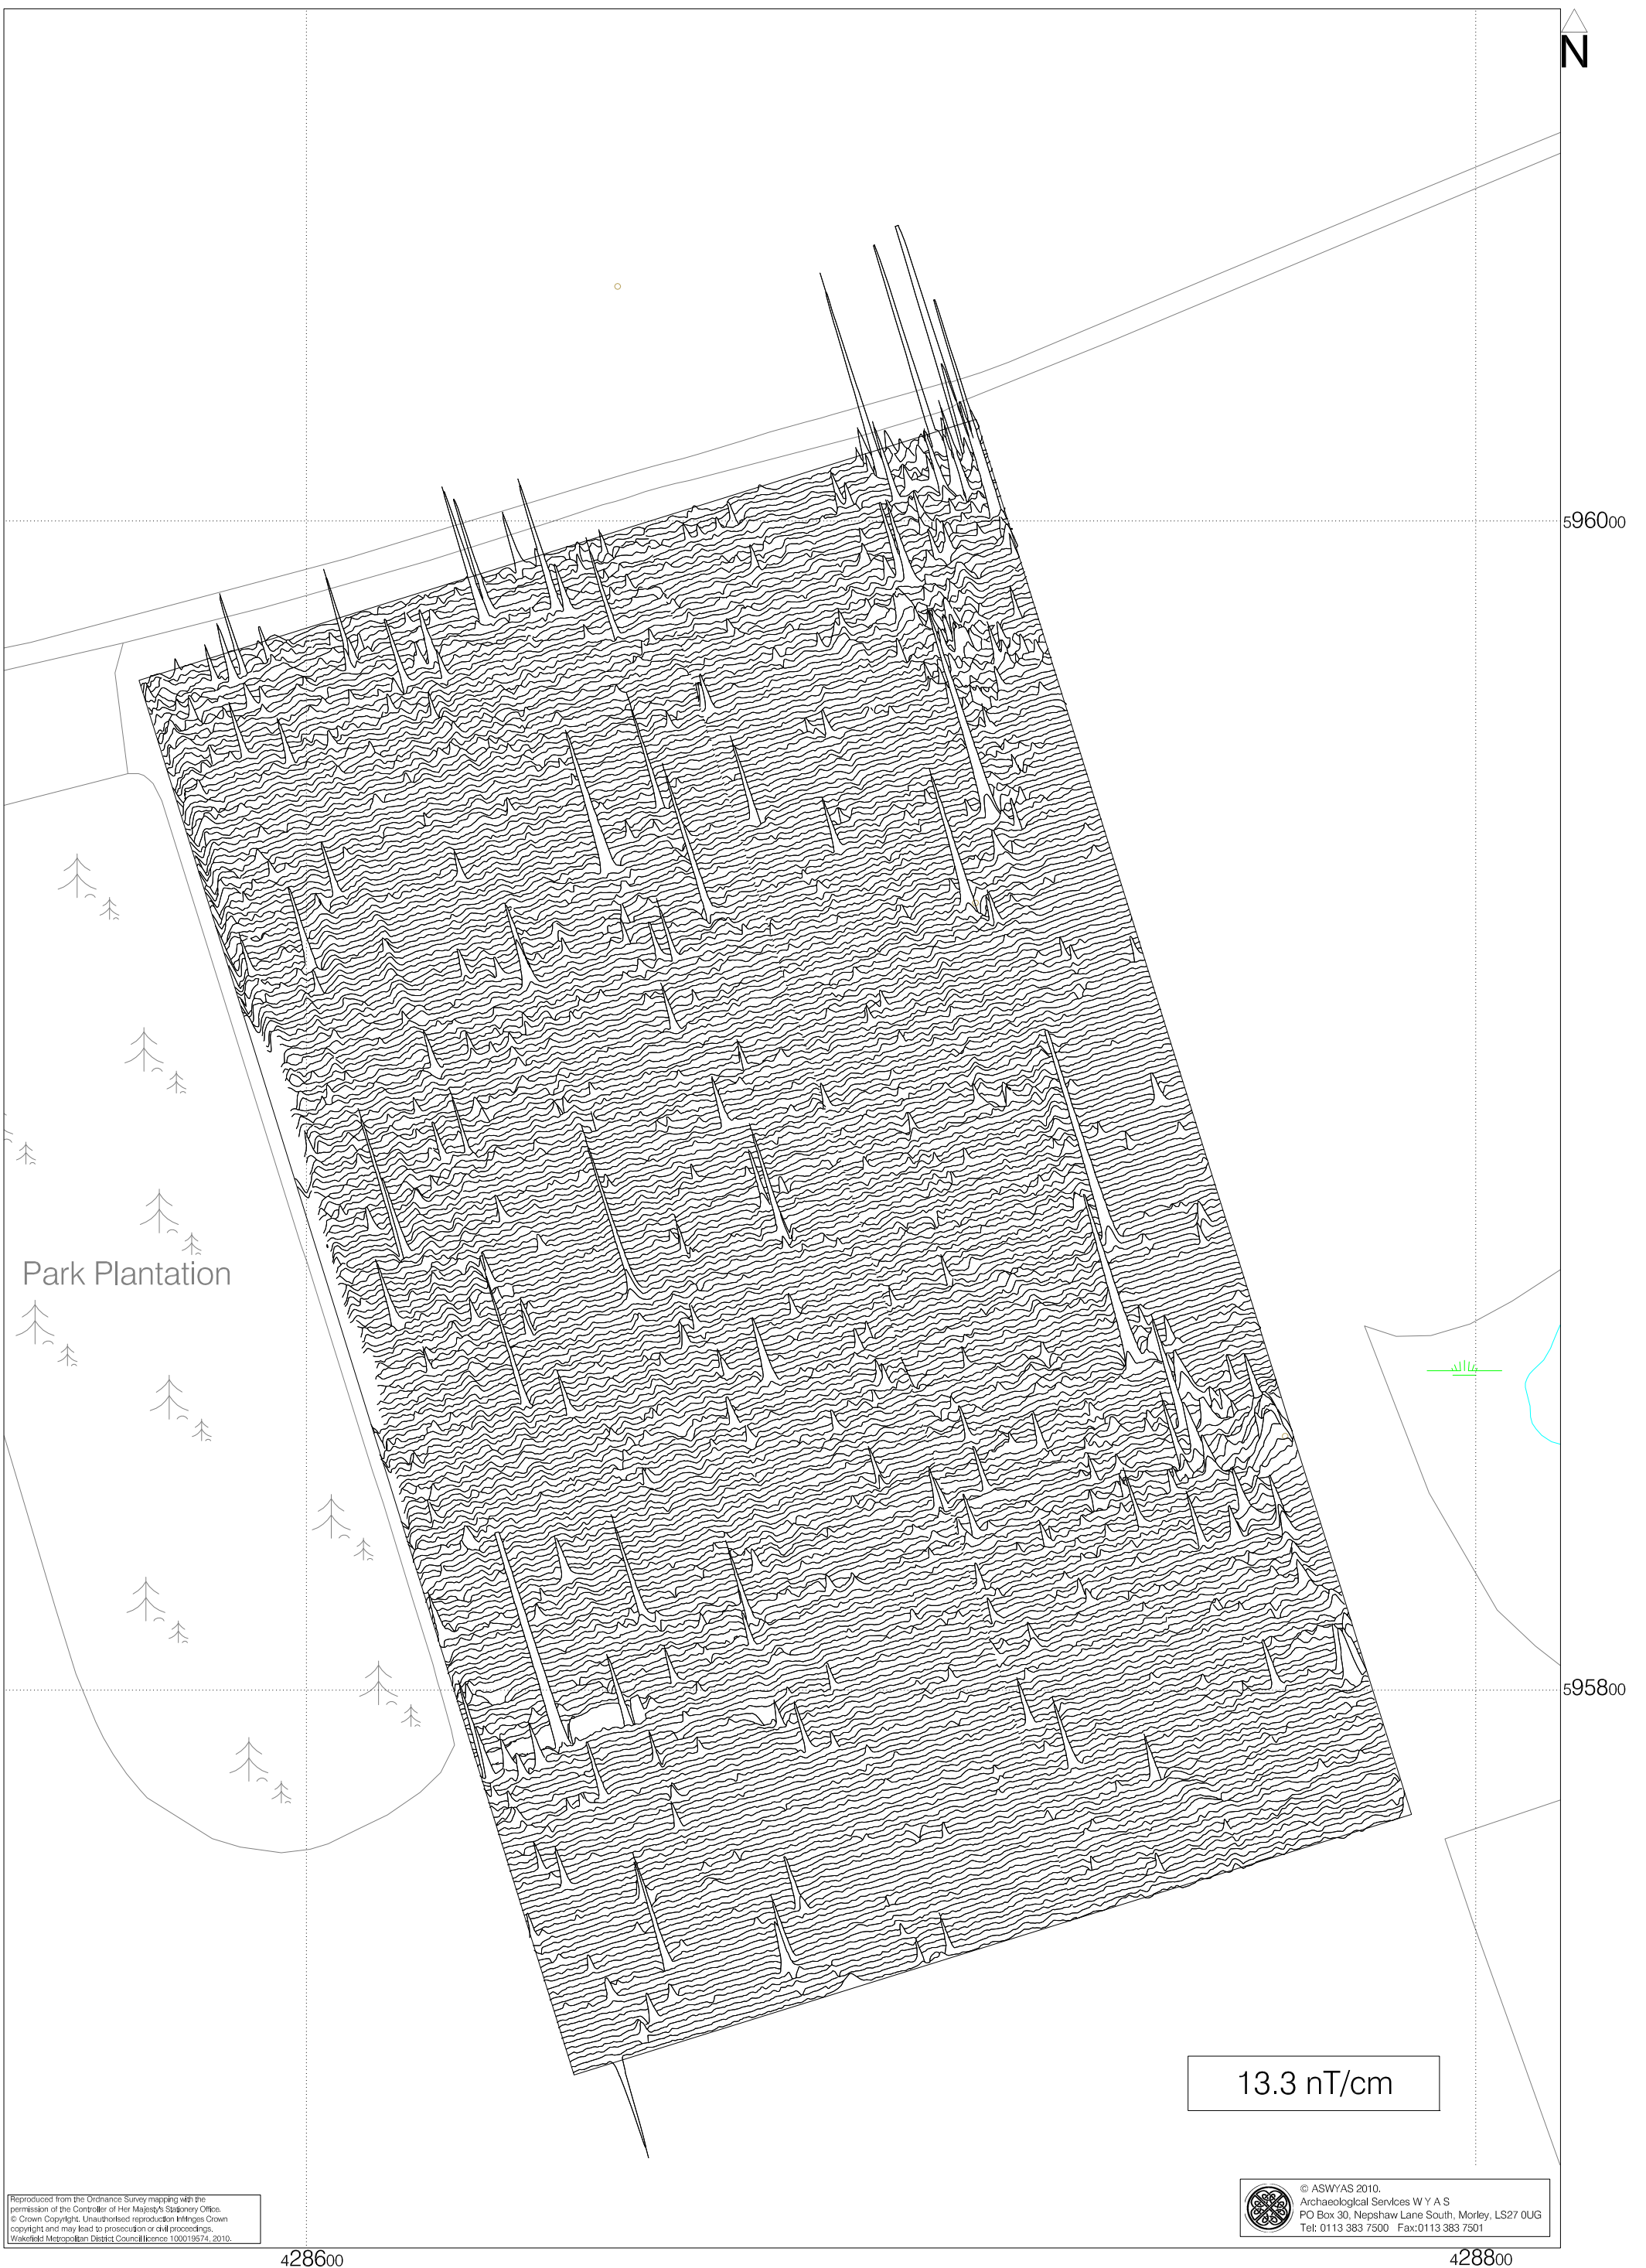 N
596000
Park Plantation
595800
13.3 nT/cm
Reproduced from the Ordnance Survey mapping with the
permission of the Controller of Her Majesty's Stationery Office.
© Crown Copyright. Unauthorised reproduction infringes Crown
copyright and may lead to prosecution or civil proceedings.
Wakefield Metropolitan District Council licence 100019574, 2010.
© ASWYAS 2010.
Archaeological Services W Y A S
PO Box 30, Nepshaw Lane South, Morley, LS27 0UG
Tel: 0113 383 7500 Fax:0113 383 7501
428600
428800